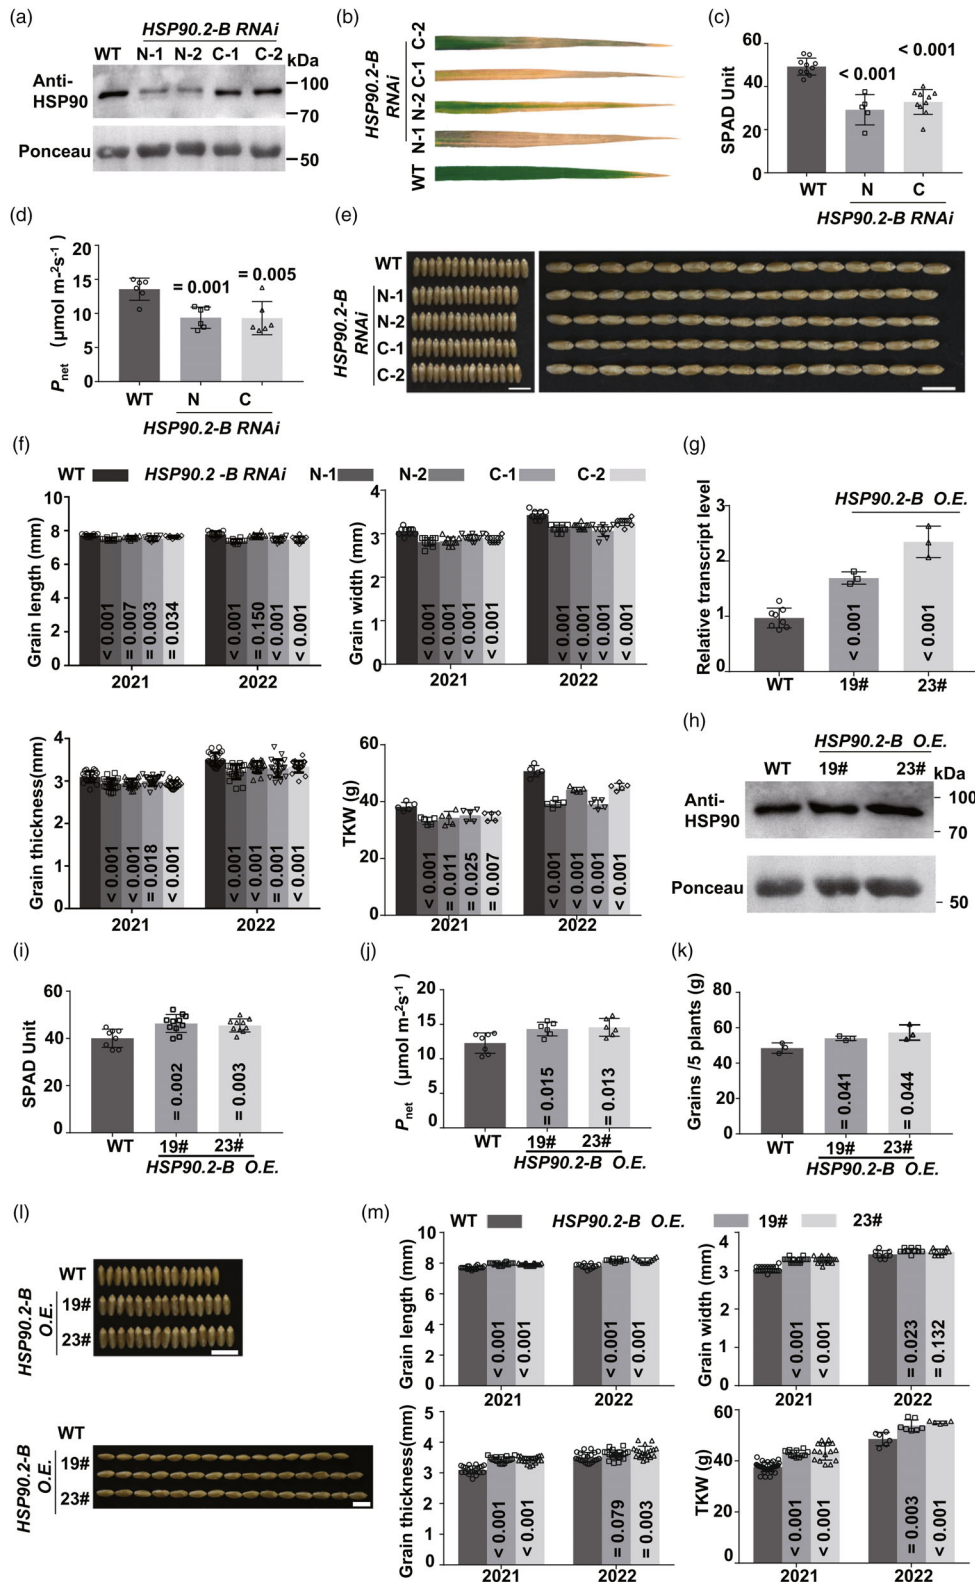 (a)
HSP90.2-B RNAi
WT N-1 N-2 C-1 C-2 kDa
Anti-HSP90
100
70
Ponceau
50
(b)
HSP90.2-B RNAi
C-2
C-1
N-2
N-1
WT
(c)
SPAD Unit
60
40
20
0
< 0.001
< 0.001
WT N C
HSP90.2-B RNAi
(d)
Pnet (μmol m-²s-¹)
20
15
10
5
0
= 0.001
= 0.005
WT N C
HSP90.2-B RNAi
(e)
WT
HSP90.2-B RNAi
N-1
N-2
C-1
C-2
(f)
WT HSP90.2 -B RNAi N-1 N-2 C-1 C-2
Grain length (mm)
10
8
6
4
2
0
< 0.001 = 0.007 = 0.003 = 0.034
< 0.001 = 0.150 < 0.001 < 0.001
2021 2022
Grain width (mm)
4
3
2
1
0
< 0.001 < 0.001 < 0.001 < 0.001
< 0.001 < 0.001 < 0.001 < 0.001
2021 2022
Grain thickness(mm)
4
3
2
1
0
< 0.001 < 0.001 = 0.018 < 0.001
< 0.001 < 0.001 = 0.001 < 0.001
2021 2022
TKW (g)
60
40
20
0
< 0.001 = 0.011 = 0.025 = 0.007
< 0.001 < 0.001 < 0.001 < 0.001
2021 2022
(g)
HSP90.2-B O.E.
Relative transcript level
3
2
1
0
< 0.001
< 0.001
WT 19# 23#
(h)
HSP90.2-B O.E.
WT 19# 23# kDa
Anti-HSP90
100
70
Ponceau
50
(i)
SPAD Unit
60
40
20
0
= 0.002
= 0.003
WT 19# 23#
HSP90.2-B O.E.
(j)
Pnet (μmol m-²s-¹)
20
15
10
5
0
= 0.015
= 0.013
WT 19# 23#
HSP90.2-B O.E.
(k)
Grains /5 plants (g)
80
60
40
20
0
= 0.041
= 0.044
WT 19# 23#
HSP90.2-B O.E.
(l)
HSP90.2-B O.E.
WT
19#
23#
HSP90.2-B O.E.
WT
19#
23#
(m)
WT HSP90.2-B O.E. 19# 23#
Grain length (mm)
10
8
6
4
2
0
< 0.001 < 0.001
< 0.001 < 0.001
2021 2022
Grain width (mm)
4
3
2
1
0
< 0.001 < 0.001
= 0.023 = 0.132
2021 2022
Grain thickness(mm)
5
4
3
2
1
0
< 0.001 < 0.001
= 0.079 = 0.003
2021 2022
TKW (g)
60
40
20
0
< 0.001 < 0.001
= 0.003 < 0.001
2021 2022